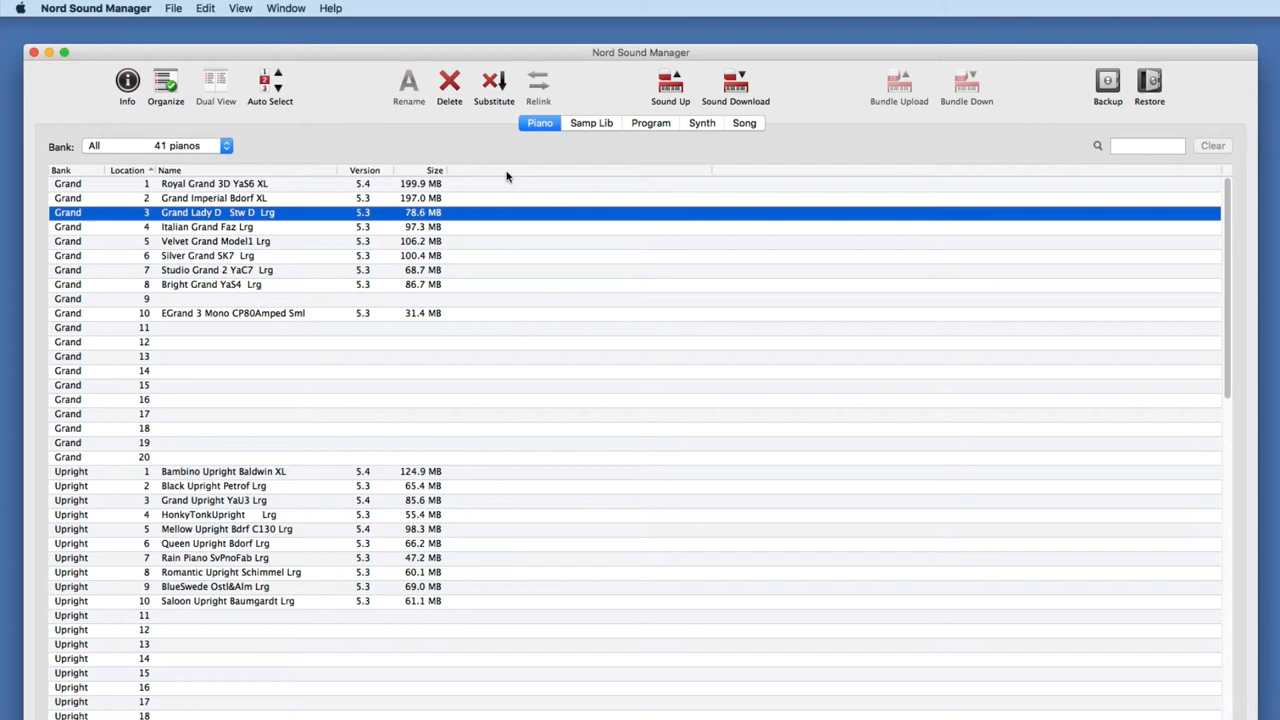 Nord Sound Manager File Edit View Window Help
Nord Sound Manager
Info Organize Dual View Auto Select Rename Delete Substitute Relink Sound Up Sound Download Bundle Upload Bundle Down Backup Restore
Piano Samp Lib Program Synth Song
Bank: All 41 pianos Clear
Bank Location Name Version Size
Grand 1 Royal Grand 3D YaS6 XL 5.4 199.9 MB
Grand 2 Grand Imperial Bdorf XL 5.3 197.0 MB
Grand 3 Grand Lady D Stw D Lrg 5.3 78.6 MB
Grand 4 Italian Grand Faz Lrg 5.3 97.3 MB
Grand 5 Velvet Grand Model1 Lrg 5.3 106.2 MB
Grand 6 Silver Grand SK7 Lrg 5.3 100.4 MB
Grand 7 Studio Grand 2 YaC7 Lrg 5.3 68.7 MB
Grand 8 Bright Grand YaS4 Lrg 5.3 86.7 MB
Grand 9
Grand 10 EGrand 3 Mono CP80Amped Sml 5.3 31.4 MB
Grand 11
Grand 12
Grand 13
Grand 14
Grand 15
Grand 16
Grand 17
Grand 18
Grand 19
Grand 20
Upright 1 Bambino Upright Baldwin XL 5.4 124.9 MB
Upright 2 Black Upright Petrof Lrg 5.3 65.4 MB
Upright 3 Grand Upright YaU3 Lrg 5.4 85.6 MB
Upright 4 HonkyTonkUpright Lrg 5.3 55.4 MB
Upright 5 Mellow Upright Bdrf C130 Lrg 5.4 98.3 MB
Upright 6 Queen Upright Bdorf Lrg 5.3 66.2 MB
Upright 7 Rain Piano SvPnoFab Lrg 5.3 47.2 MB
Upright 8 Romantic Upright Schimmel Lrg 5.3 60.1 MB
Upright 9 BlueSwede Ostl&Alm Lrg 5.3 69.0 MB
Upright 10 Saloon Upright Baumgardt Lrg 5.3 61.1 MB
Upright 11
Upright 12
Upright 13
Upright 14
Upright 15
Upright 16
Upright 17
Upright 18